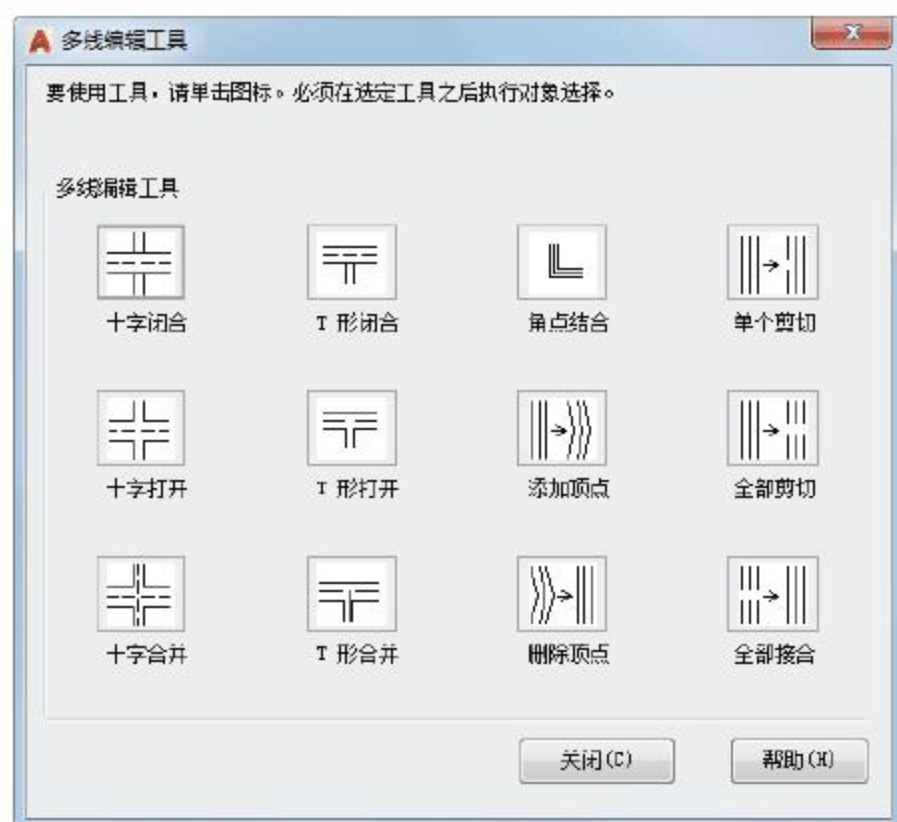 多线编辑工具
要使用工具，请单击图标。必须在选定工具之后执行对象选择。
多线编辑工具
十字闭合 T 形闭合 角点结合 单个剪切
十字打开 T 形打开 添加顶点 全部剪切
十字合并 T 形合并 删除顶点 全部接合
关闭(C) 帮助(H)